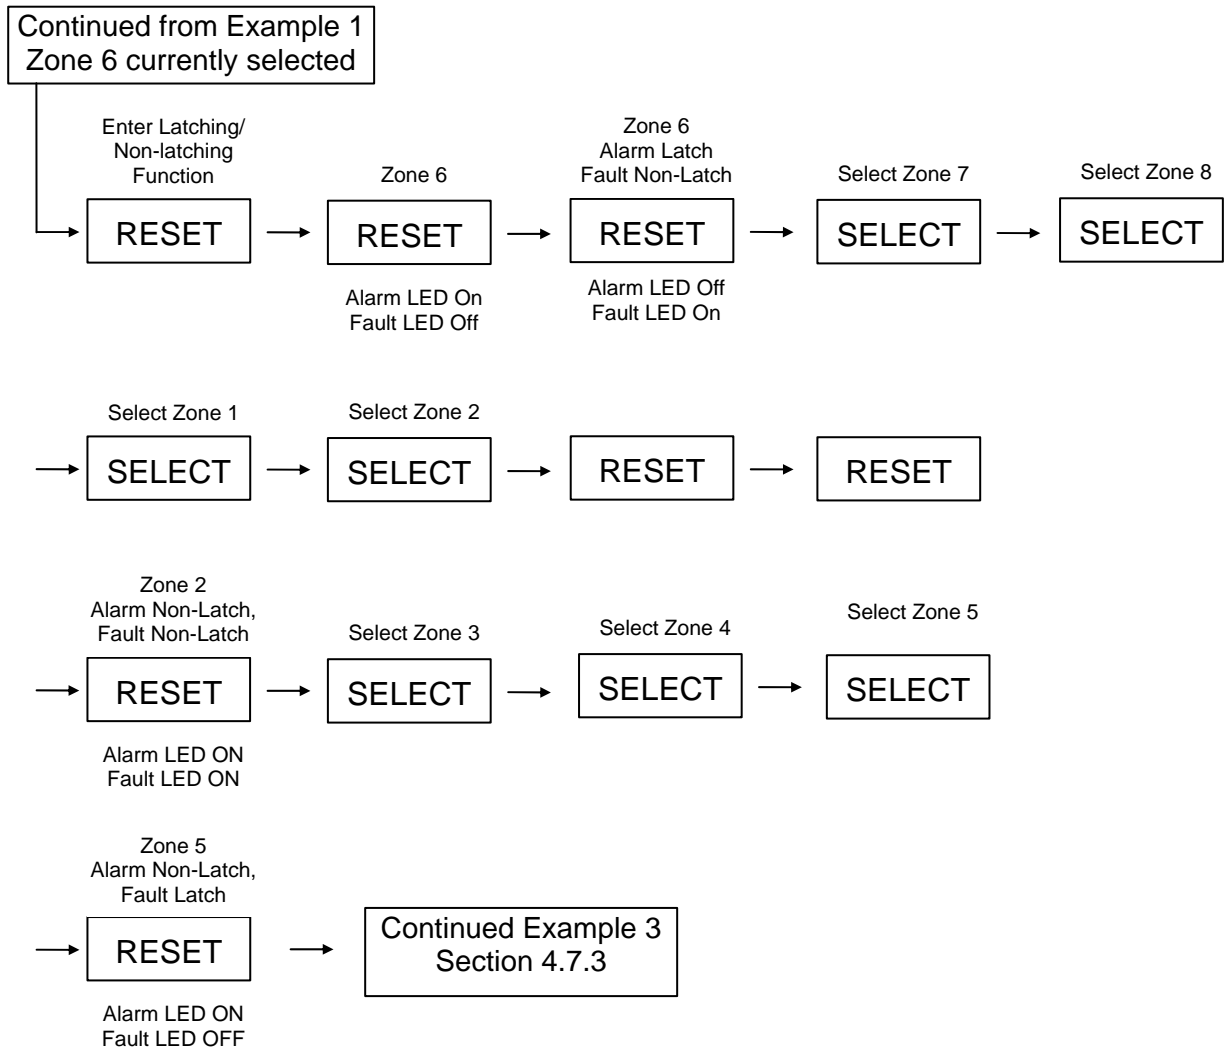 Continued from Example 1
Zone 6 currently selected
Enter Latching/
Non-latching
Function
RESET
Zone 6
RESET
Alarm LED On
Fault LED Off
Zone 6
Alarm Latch
Fault Non-Latch
RESET
Alarm LED Off
Fault LED On
Select Zone 7
SELECT
Select Zone 8
SELECT
Select Zone 1
SELECT
Select Zone 2
SELECT
RESET
RESET
Zone 2
Alarm Non-Latch,
Fault Non-Latch
RESET
Alarm LED ON
Fault LED ON
Select Zone 3
SELECT
Select Zone 4
SELECT
Select Zone 5
SELECT
Zone 5
Alarm Non-Latch,
Fault Latch
RESET
Alarm LED ON
Fault LED OFF
Continued Example 3
Section 4.7.3